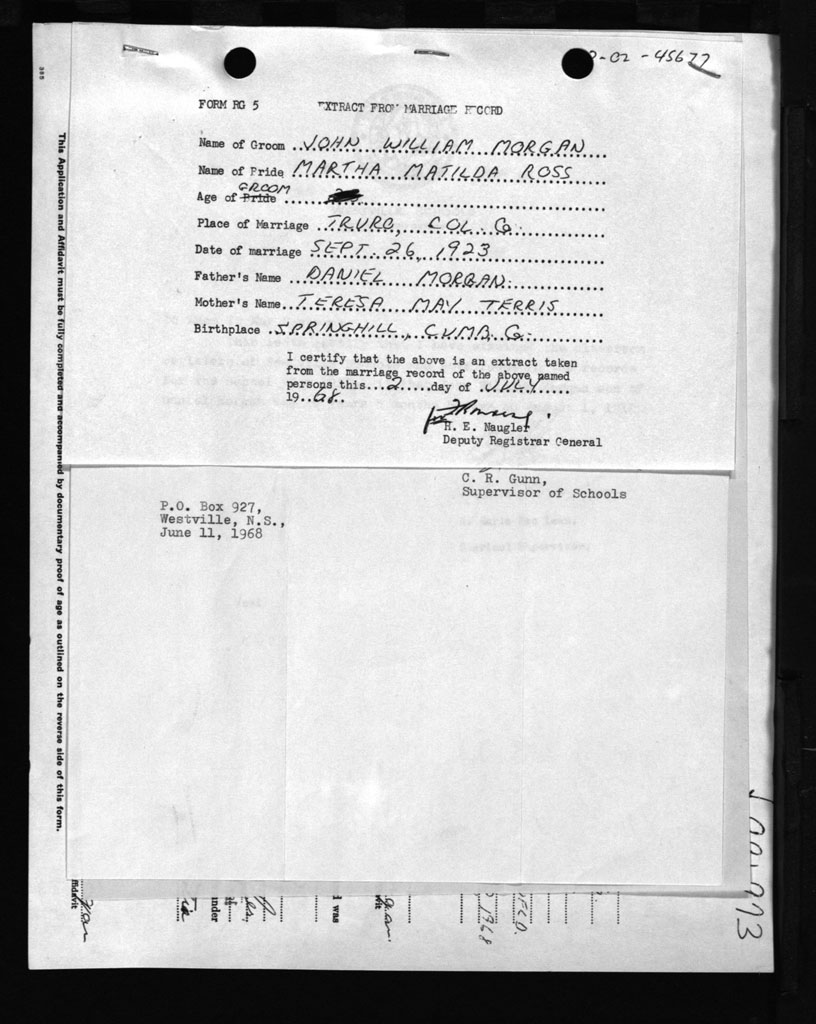 -02-45677
FORM RG 5 EXTRACT FROM MARRIAGE RECORD
Name of Groom ..JOHN WILLIAM MORGAN
Name of Bride MARTHA MATILDA ROSS
GROOM
Age of Bride
Place of Marriage ..TRURO, COL. Co.
Date of marriage SEPT. 26, 1923
Father's Name ..DANIEL MORGAN.
Mother's Name..TERESA MAY TERRIS
Birthplace .SPRINGHILL, CUMB. Co.
I certify that the above is an extract taken
from the marriage record of the above named
persons this...2.....day of JULY.....
19..68..
H. E. Naugler
Deputy Registrar General
C. R. Gunn,
Supervisor of Schools
P.O. Box 927,
Westville, N.S.,
June 11, 1968
This Application and Affidavit must be fully completed and accompanied by documentary proof of age as outlined on the reverse side of this form.
1968
inder
l was